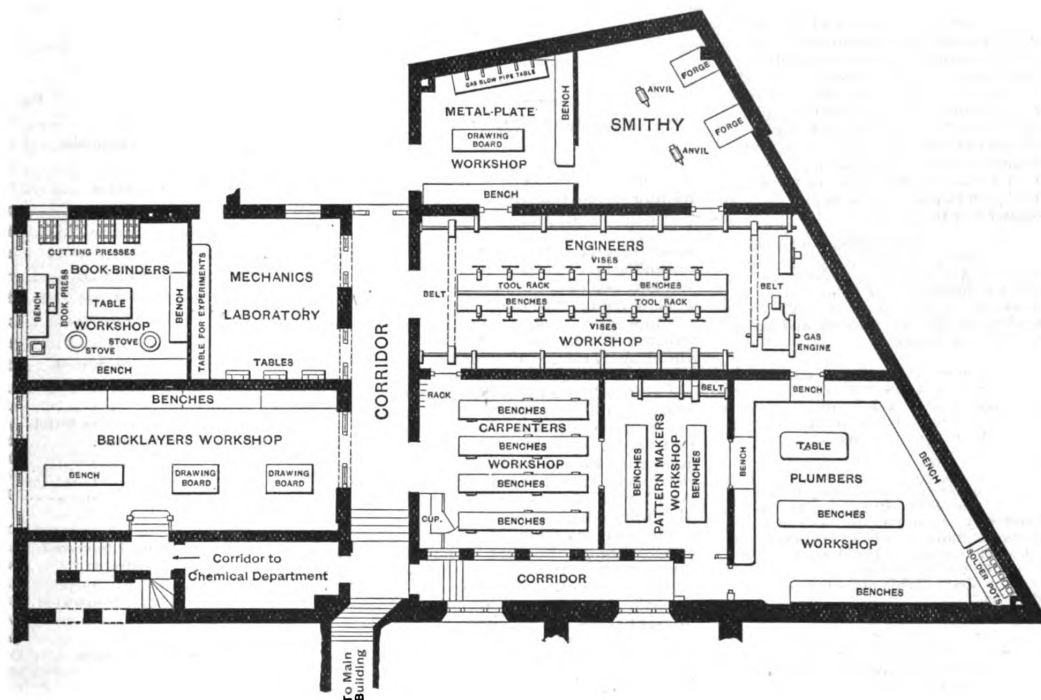 GAS BLOW PIPE TABLE
METAL-PLATE
DRAWING
BOARD
WORKSHOP
BENCH
BENCH
SMITHY
ANVIL
ANVIL
FORGE
FORGE
CUTTING PRESSES
BOOK-BINDERS
BENCH
BOOK PRESS
TABLE
BENCH
WORKSHOP
STOVE
STOVE
BENCH
TABLE FOR EXPERIMENTS
MECHANICS
LABORATORY
TABLES
CORRIDOR
ENGINEERS
VISES
TOOL RACK
BENCHES
BENCHES
TOOL RACK
VISES
WORKSHOP
BELT
BELT
GAS
ENGINE
BENCHES
BRICKLAYERS WORKSHOP
BENCH
DRAWING
BOARD
DRAWING
BOARD
RACK
BENCHES
CARPENTERS
BENCHES
WORKSHOP
BENCHES
BENCHES
CUP.
BELT
BENCHES
PATTERN MAKERS
WORKSHOP
BENCHES
BENCH
BENCH
TABLE
PLUMBERS
BENCH
BENCHES
WORKSHOP
SOLDER POTS
BENCHES
Corridor to
Chemical Department
CORRIDOR
To Main
Building